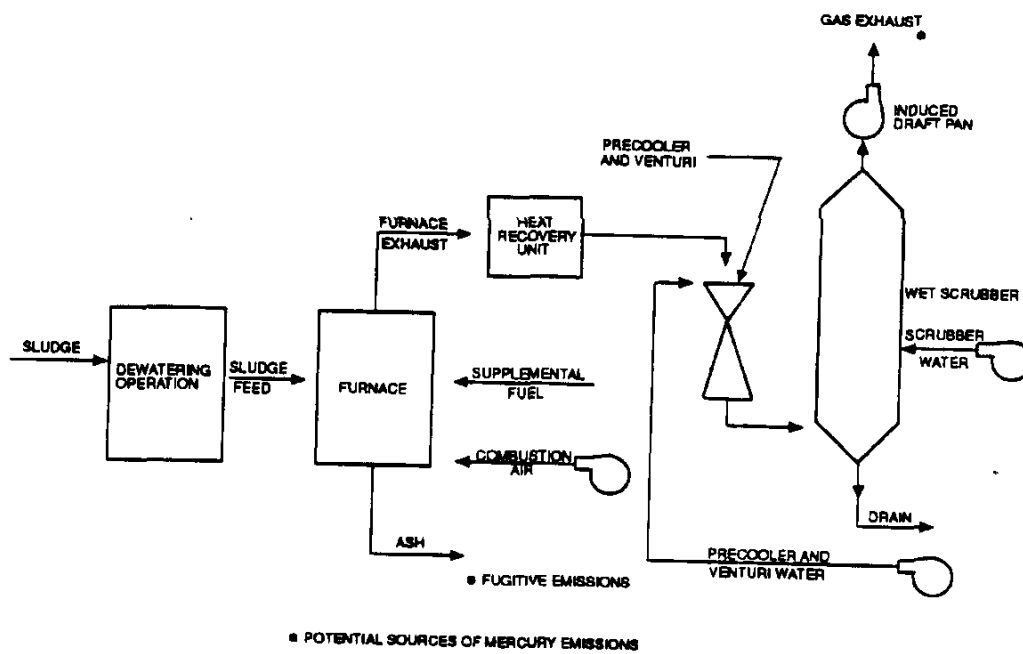 GAS EXHAUST *
INDUCED
DRAFT PAN
PRECOOLER
AND VENTURI
FURNACE
EXHAUST
HEAT
RECOVERY
UNIT
WET SCRUBBER
SCRUBBER
WATER
SLUDGE
DEWATERING
OPERATION
SLUDGE
FEED
FURNACE
SUPPLEMENTAL
FUEL
COMBUSTION
AIR
DRAIN
ASH
PRECOOLER AND
VENTURI WATER
* FUGITIVE EMISSIONS
* POTENTIAL SOURCES OF MERCURY EMISSIONS